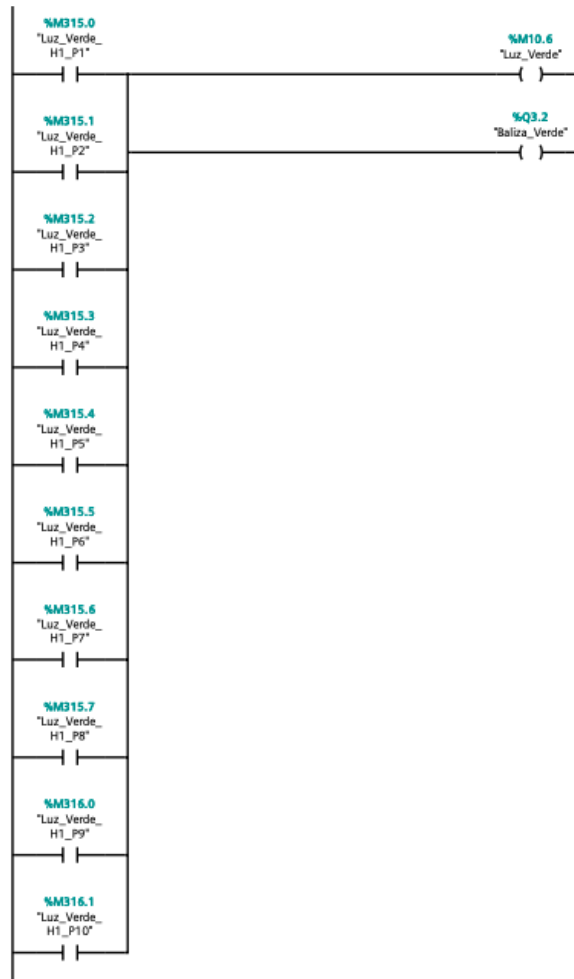 %M315.0
"Luz_Verde_
H1_P1"
%M10.6
"Luz_Verde"
%Q3.2
"Baliza_Verde"
%M315.1
"Luz_Verde_
H1_P2"
%M315.2
"Luz_Verde_
H1_P3"
%M315.3
"Luz_Verde_
H1_P4"
%M315.4
"Luz_Verde_
H1_P5"
%M315.5
"Luz_Verde_
H1_P6"
%M315.6
"Luz_Verde_
H1_P7"
%M315.7
"Luz_Verde_
H1_P8"
%M316.0
"Luz_Verde_
H1_P9"
%M316.1
"Luz_Verde_
H1_P10"